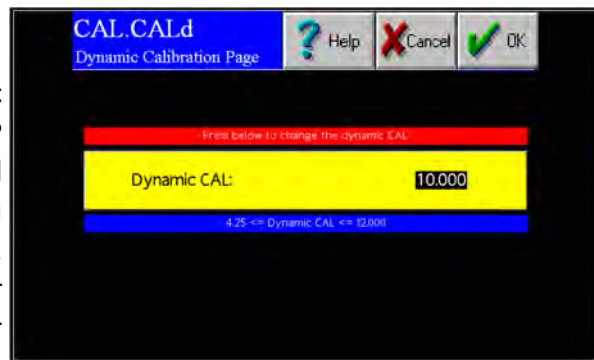 CAL.CALd
Dynamic Calibration Page
Help
Cancel
OK
Press below to change the dynamic CAL
Dynamic CAL:
10.000
4.25 <= Dynamic CAL <= 12.000